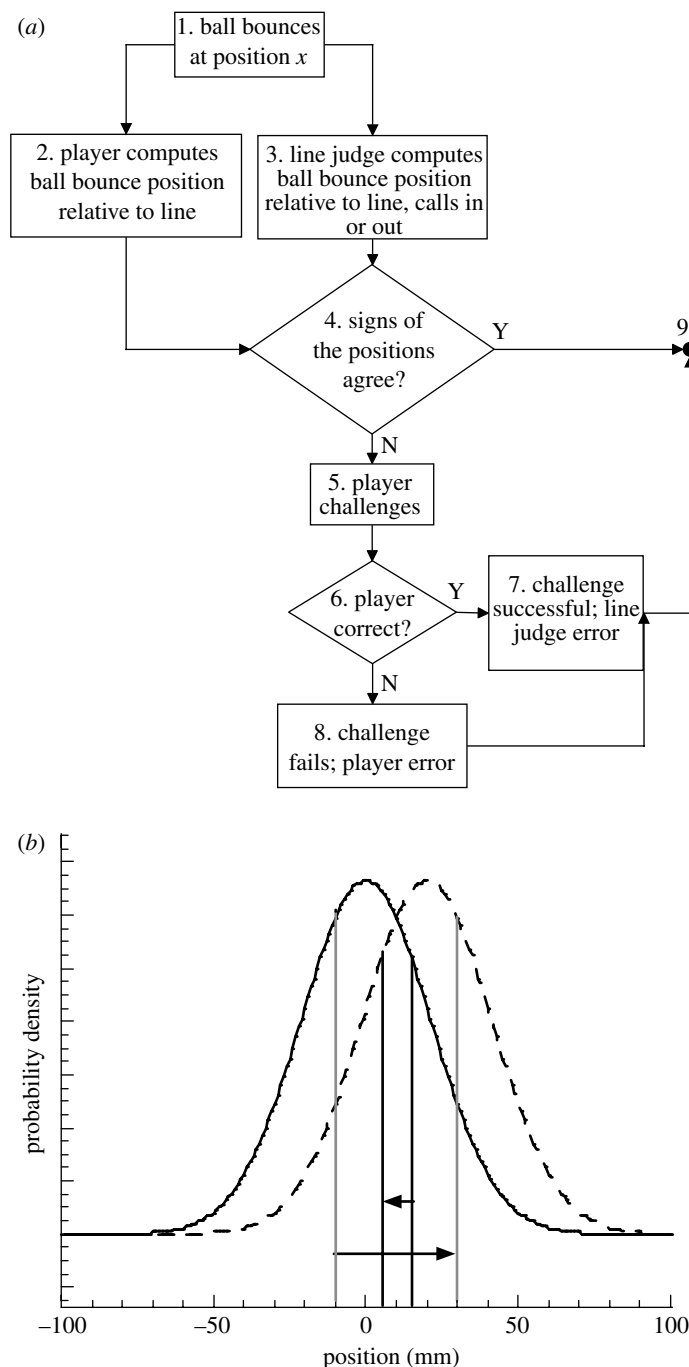 (a)
1. ball bounces
at position x
2. player computes
ball bounce position
relative to line
3. line judge computes
ball bounce position
relative to line, calls in
or out
4. signs of
the positions
agree?
Y
9
N
5. player
challenges
6. player
correct?
Y
7. challenge
successful; line
judge error
N
8. challenge
fails; player error
(b)
probability density
–100
–50
0
50
100
position (mm)